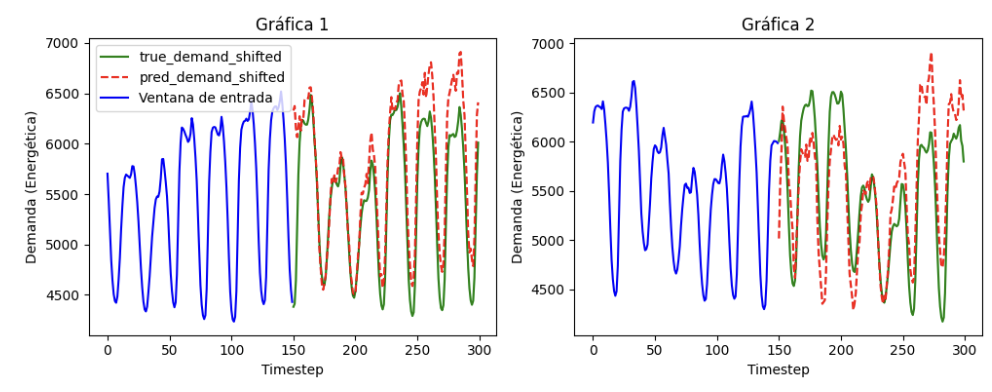 Gráfica 1
Demanda (Energética)
7000
6500
6000
5500
5000
4500
true_demand_shifted
pred_demand_shifted
Ventana de entrada
0 50 100 150 200 250 300
Timestep
Gráfica 2
Demanda (Energética)
7000
6500
6000
5500
5000
4500
0 50 100 150 200 250 300
Timestep